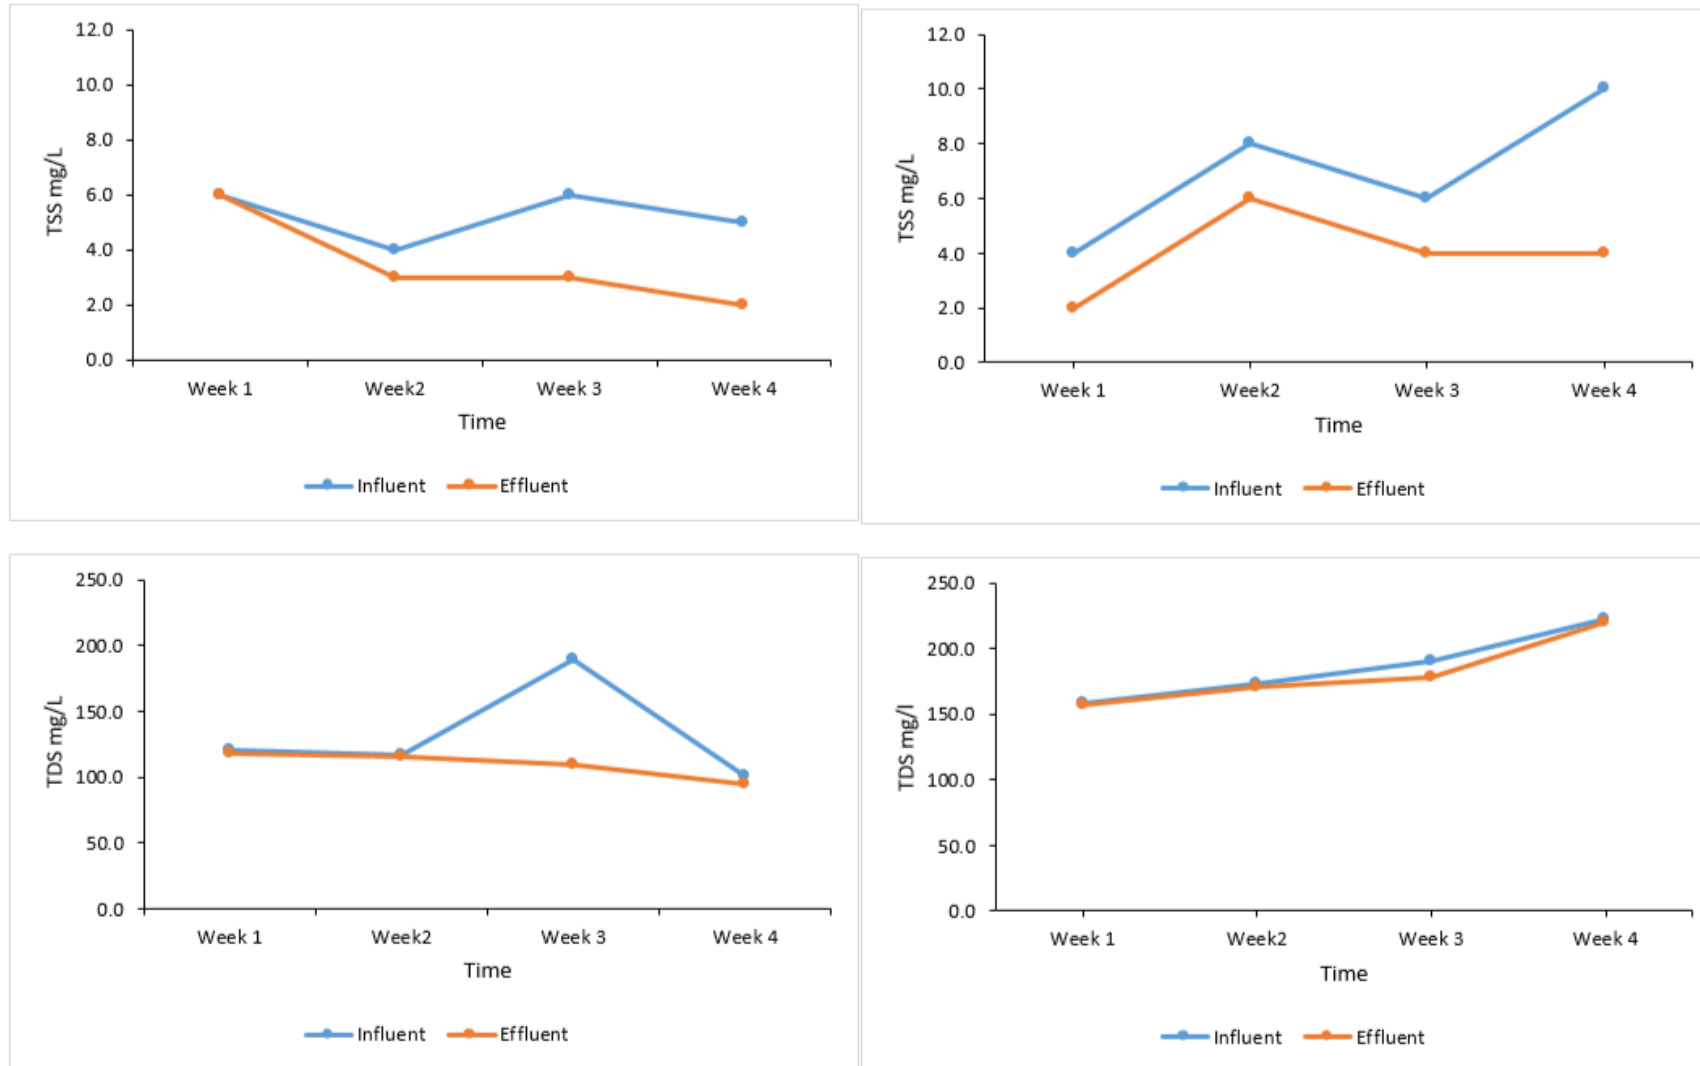 12.0
10.0
8.0
6.0
4.0
2.0
0.0
TSS mg/L
Week 1 Week2 Week 3 Week 4
Time
Influent Effluent
12.0
10.0
8.0
6.0
4.0
2.0
0.0
TSS mg/L
Week 1 Week2 Week 3 Week 4
Time
Influent Effluent
250.0
200.0
150.0
100.0
50.0
0.0
TDS mg/L
Week 1 Week2 Week 3 Week 4
Time
Influent Effluent
250.0
200.0
150.0
100.0
50.0
0.0
TDS mg/l
Week 1 Week2 Week 3 Week 4
Time
Influent Effluent